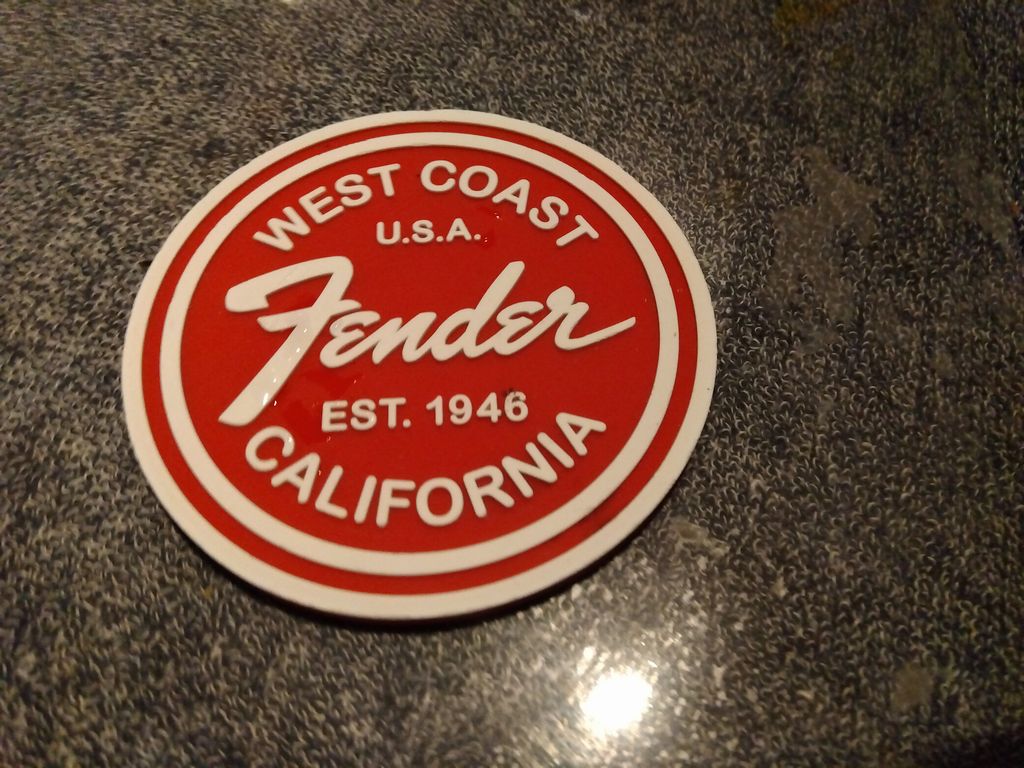 WEST COAST
U.S.A.
Fender
EST. 1946
CALIFORNIA